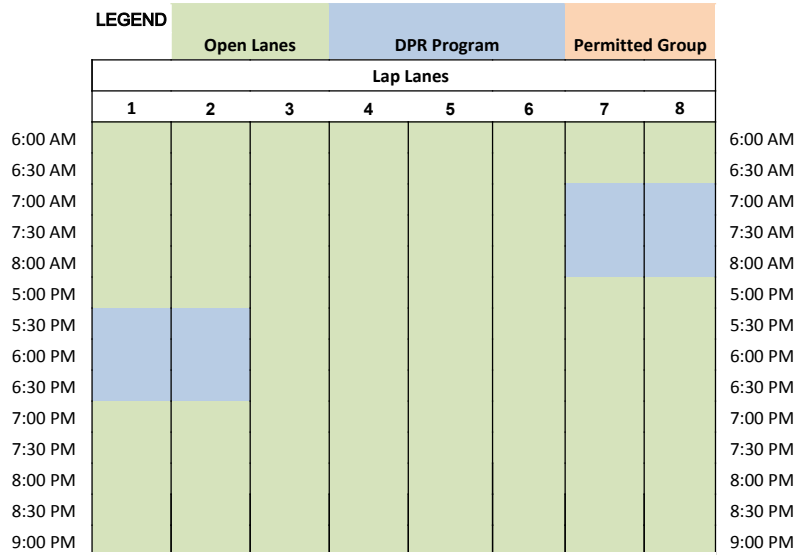 LEGEND
Open Lanes DPR Program Permitted Group
Lap Lanes
1 2 3 4 5 6 7 8
6:00 AM 6:00 AM
6:30 AM 6:30 AM
7:00 AM 7:00 AM
7:30 AM 7:30 AM
8:00 AM 8:00 AM
5:00 PM 5:00 PM
5:30 PM 5:30 PM
6:00 PM 6:00 PM
6:30 PM 6:30 PM
7:00 PM 7:00 PM
7:30 PM 7:30 PM
8:00 PM 8:00 PM
8:30 PM 8:30 PM
9:00 PM 9:00 PM